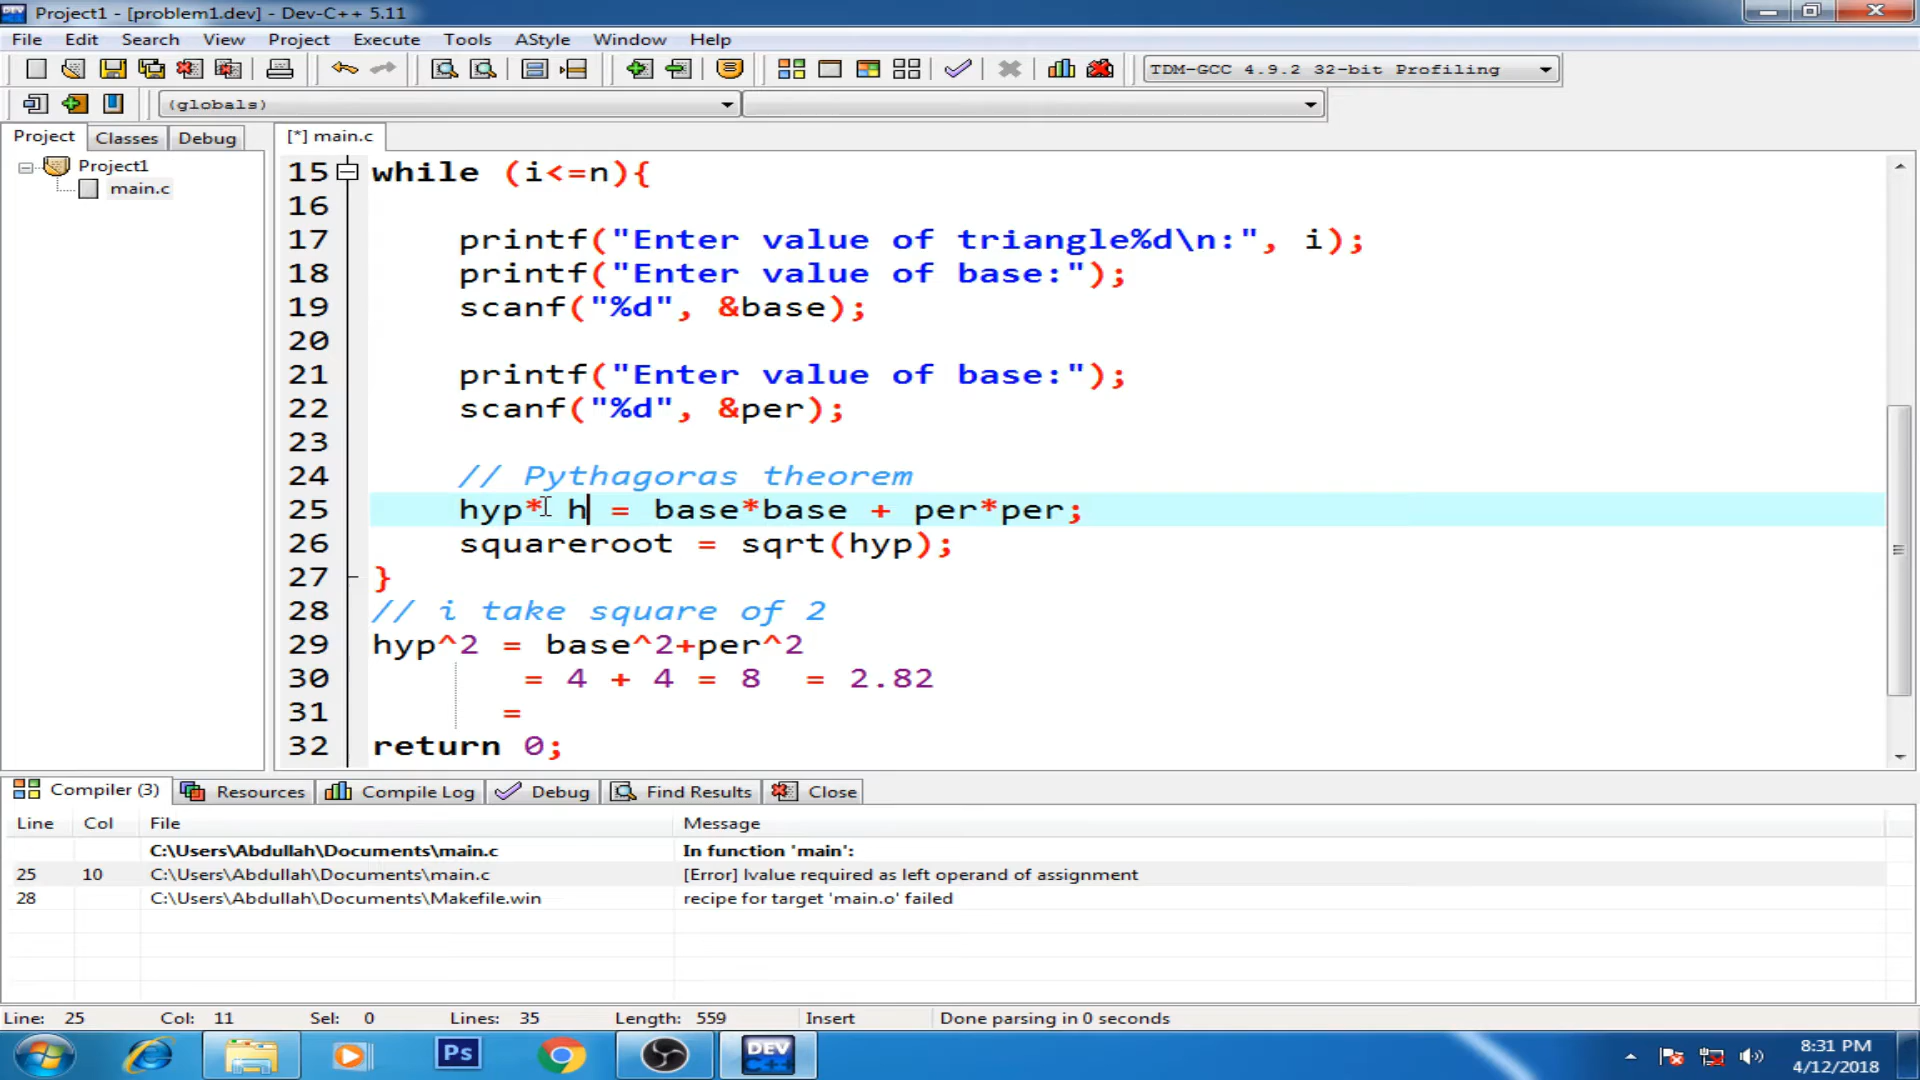 Project1 - [problem1.dev] - Dev-C++ 5.11
File Edit Search View Project Execute Tools AStyle Window Help
TDM-GCC 4.9.2 32-bit Profiling
(globals)
Project Classes Debug
[*] main.c
Project1
main.c
15 while (i<=n){
16
17 printf("Enter value of triangle%d\n:", i);
18 printf("Enter value of base:");
19 scanf("%d", &base);
20
21 printf("Enter value of base:");
22 scanf("%d", &per);
23
24 // Pythagoras theorem
25 hyp* h = base*base + per*per;
26 squareroot = sqrt(hyp);
27 }
28 // i take square of 2
29 hyp^2 = base^2+per^2
30 = 4 + 4 = 8 = 2.82
31 =
32 return 0;
Compiler (3) Resources Compile Log Debug Find Results Close
Line Col File Message
C:\Users\Abdullah\Documents\main.c In function 'main':
25 10 C:\Users\Abdullah\Documents\main.c [Error] lvalue required as left operand of assignment
28 C:\Users\Abdullah\Documents\Makefile.win recipe for target 'main.o' failed
Line: 25 Col: 11 Sel: 0 Lines: 35 Length: 559 Insert Done parsing in 0 seconds
Ps
DEV C++
8:31 PM
4/12/2018